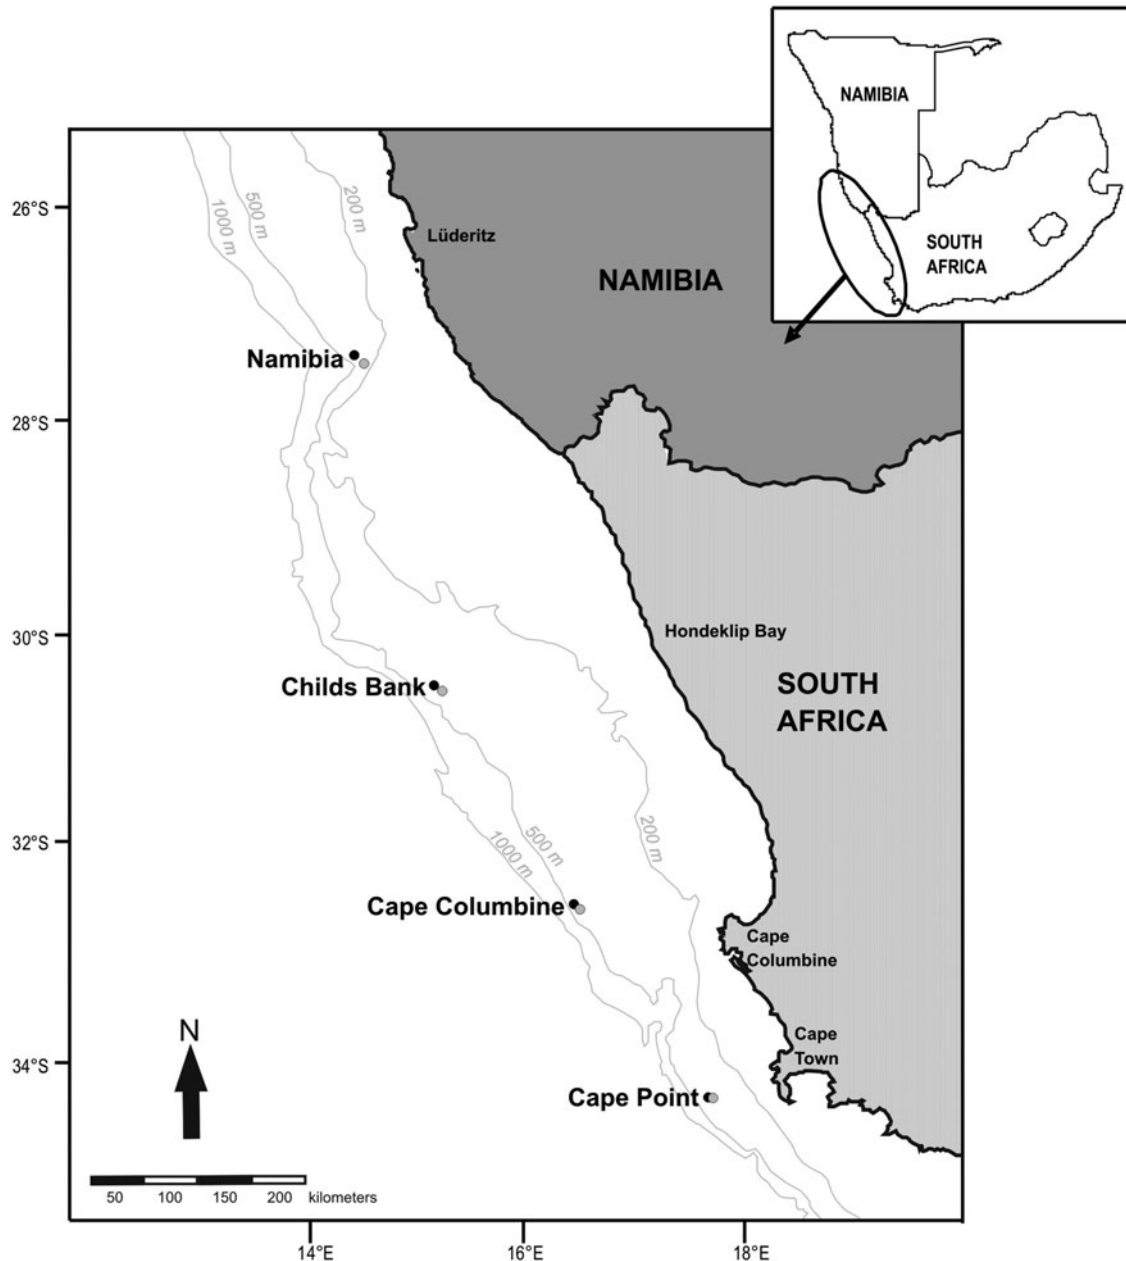 NAMIBIA
SOUTH
AFRICA
26°S
1000 m
500 m
200 m
Lüderitz
NAMIBIA
Namibia
28°S
30°S
Hondeklip Bay
Childs Bank
SOUTH
AFRICA
32°S
1000 m
500 m
200 m
Cape Columbine
Cape
Columbine
N
Cape
Town
34°S
Cape Point
50 100 150 200 kilometers
14°E 16°E 18°E